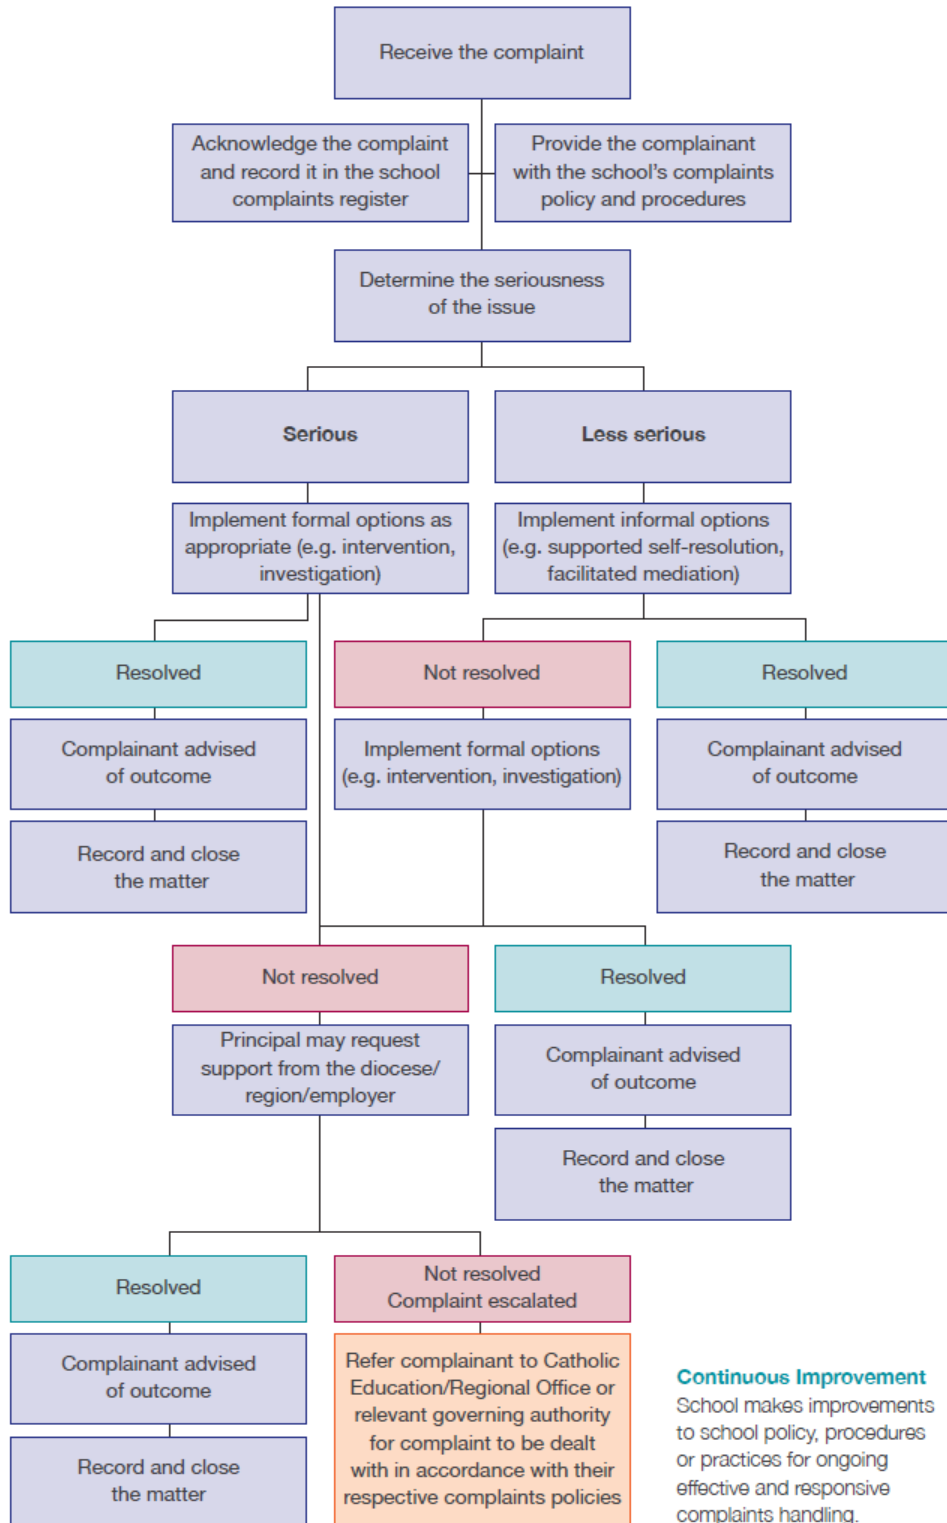 Receive the complaint
Acknowledge the complaint
and record it in the school
complaints register
Provide the complainant
with the school's complaints
policy and procedures
Determine the seriousness
of the issue
Serious
Less serious
Implement formal options as
appropriate (e.g. intervention,
investigation)
Implement informal options
(e.g. supported self-resolution,
facilitated mediation)
Resolved
Not resolved
Resolved
Complainant advised
of outcome
Implement formal options
(e.g. intervention, investigation)
Complainant advised
of outcome
Record and close
the matter
Record and close
the matter
Not resolved
Resolved
Principal may request
support from the diocese/
region/employer
Complainant advised
of outcome
Record and close
the matter
Resolved
Not resolved
Complaint escalated
Complainant advised
of outcome
Refer complainant to Catholic
Education/Regional Office or
relevant governing authority
for complaint to be dealt
with in accordance with their
respective complaints policies
Record and close
the matter
Continuous Improvement
School makes improvements
to school policy, procedures
or practices for ongoing
effective and responsive
complaints handling.